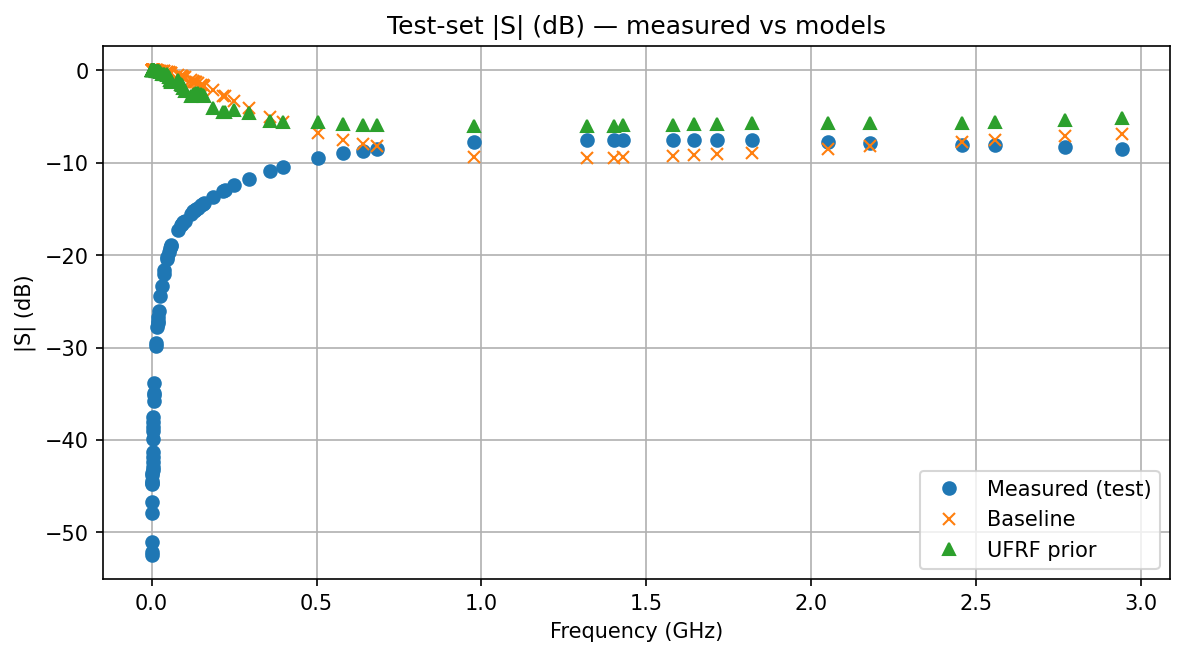 Test-set |S| (dB) — measured vs models
|S| (dB)
0
−10
−20
−30
−40
−50
Measured (test)
Baseline
UFRF prior
0.0 0.5 1.0 1.5 2.0 2.5 3.0
Frequency (GHz)